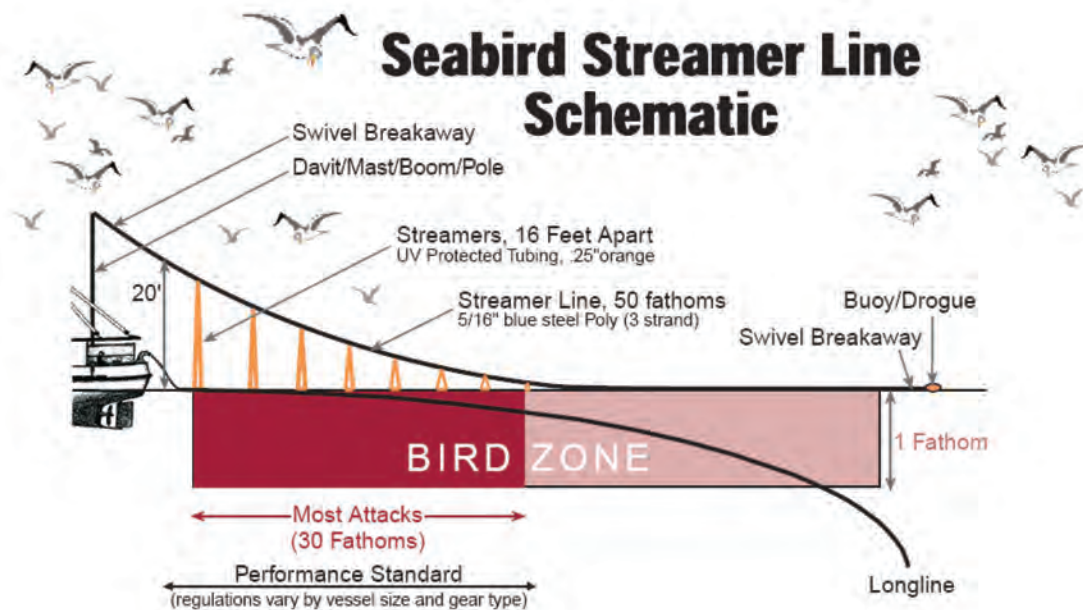 Seabird Streamer Line
Schematic
Swivel Breakaway
Davit/Mast/Boom/Pole
Streamers, 16 Feet Apart
UV Protected Tubing, .25"orange
20'
Streamer Line, 50 fathoms
5/16" blue steel Poly (3 strand)
Buoy/Drogue
Swivel Breakaway
BIRD ZONE
1 Fathom
Most Attacks
(30 Fathoms)
Performance Standard
(regulations vary by vessel size and gear type)
Longline